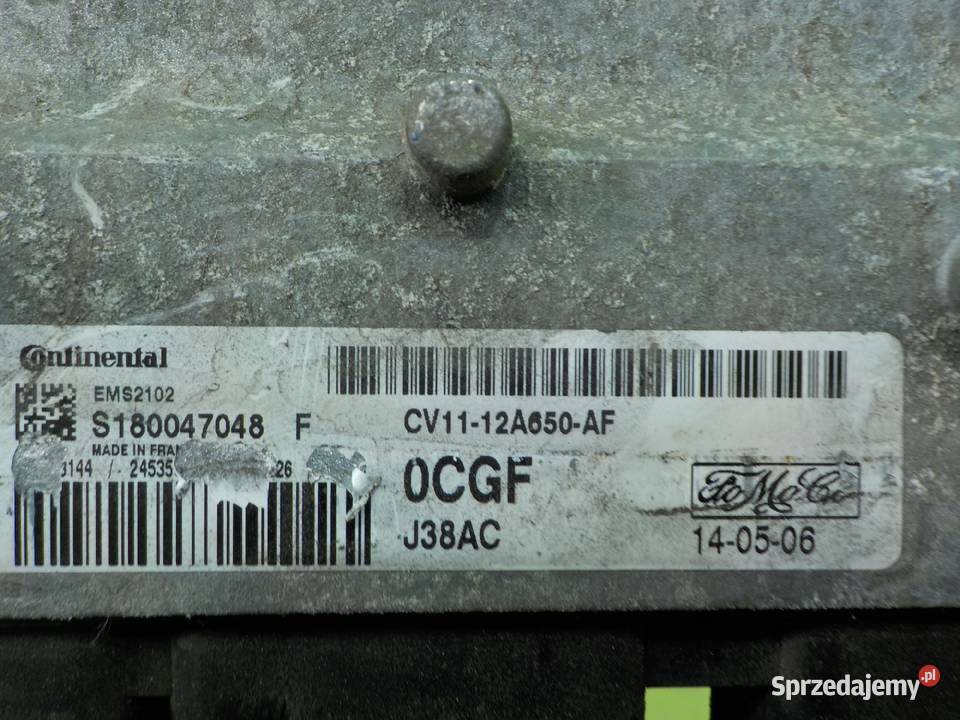 Continental
EMS2102
S180047048 F
MADE IN
3144 / 24535 26
CV11-12A650-AF
0CGF
J38AC
FoMoCo
14-05-06
Sprzedajemy.pl